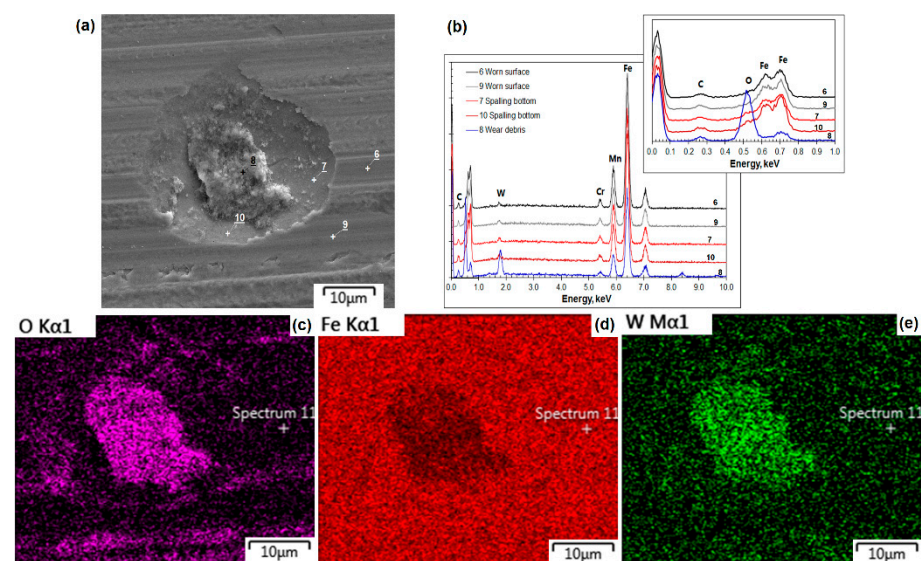 (a)
8
7
6
10
9
10μm
(b)
6 Worn surface
9 Worn surface
7 Spalling bottom
10 Spalling bottom
8 Wear debris
C
W
Cr
Mn
Fe
6
9
7
10
8
0.0 1.0 2.0 3.0 4.0 5.0 6.0 7.0 8.0 9.0 10.0
Energy, keV
C
O
Fe
Fe
6
9
7
10
8
0.0 0.1 0.2 0.3 0.4 0.5 0.6 0.7 0.8 0.9 1.0
Energy, keV
O Kα1
(c)
Spectrum 11
10μm
Fe Kα1
(d)
Spectrum 11
10μm
W Mα1
(e)
Spectrum 11
10μm